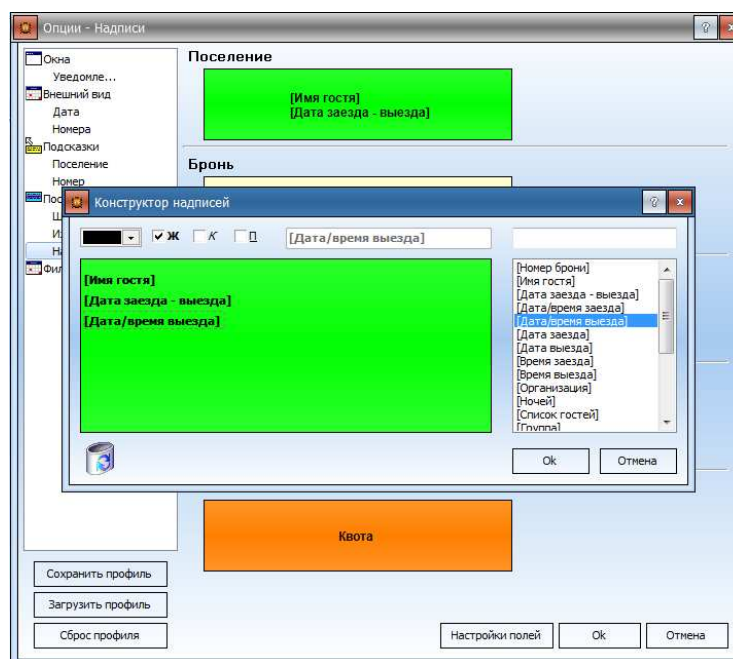 Опции - Надписи
Окна
Уведомле...
Внешний вид
Дата
Номера
Подсказки
Поселение
Номер
Поселение
[Имя гостя]
[Дата заезда - выезда]
Бронь
Конструктор надписей
Ж К П [Дата/время выезда]
[Имя гостя]
[Дата заезда - выезда]
[Дата/время выезда]
[Номер брони]
[Имя гостя]
[Дата заезда - выезда]
[Дата/время заезда]
[Дата/время выезда]
[Дата заезда]
[Дата выезда]
[Время заезда]
[Время выезда]
[Организация]
[Ночей]
[Список гостей]
[Группа]
Ok Отмена
Квота
Сохранить профиль
Загрузить профиль
Сброс профиля
Настройки полей Ok Отмена